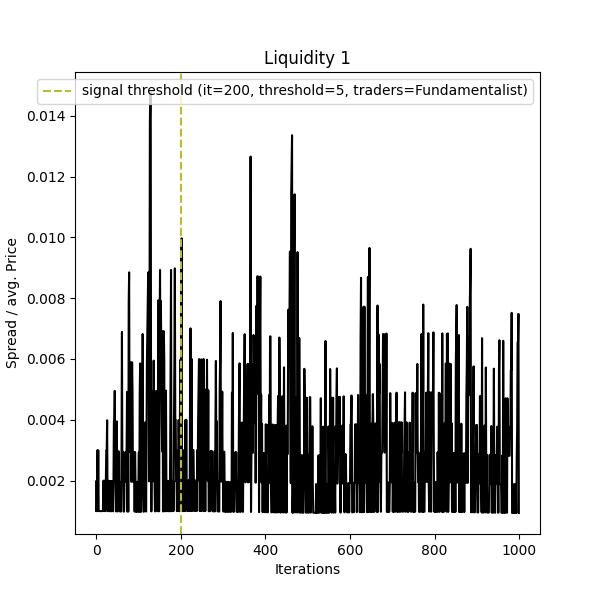 Liquidity 1
signal threshold (it=200, threshold=5, traders=Fundamentalist)
0.014
0.012
0.010
0.008
0.006
0.004
0.002
Spread / avg. Price
0 200 400 600 800 1000
Iterations